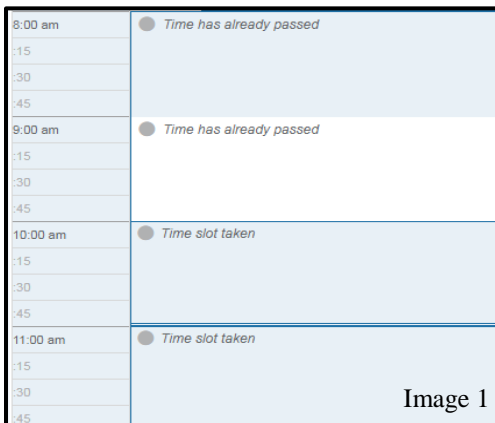 8:00 am Time has already passed
:15
:30
:45
9:00 am Time has already passed
:15
:30
:45
10:00 am Time slot taken
:15
:30
:45
11:00 am Time slot taken
:15
:30
:45
Image 1